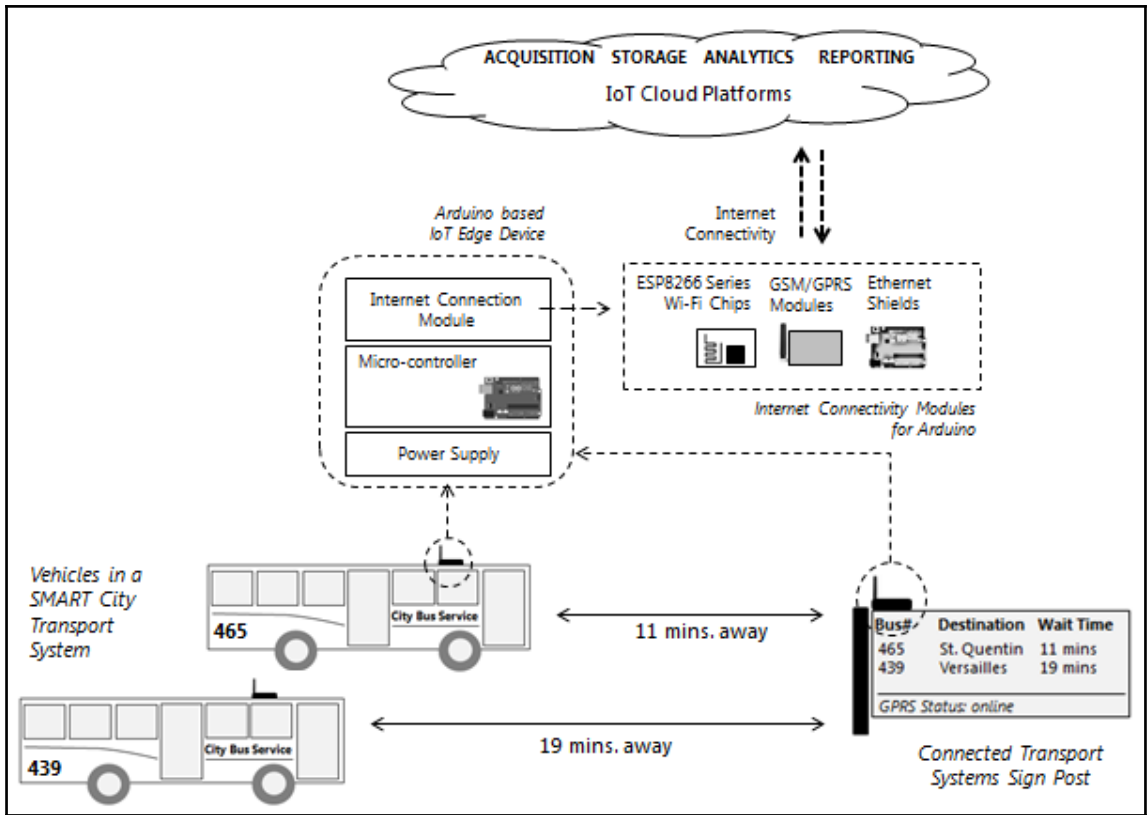 ACQUISITION STORAGE ANALYTICS REPORTING
IoT Cloud Platforms
Arduino based
IoT Edge Device
Internet
Connectivity
Internet Connection
Module
Micro-controller
Power Supply
ESP8266 Series
Wi-Fi Chips
GSM/GPRS
Modules
Ethernet
Shields
Internet Connectivity Modules
for Arduino
Vehicles in a
SMART City
Transport
System
465
City Bus Service
11 mins. away
439
City Bus Service
19 mins. away
Bus# Destination Wait Time
465 St. Quentin 11 mins
439 Versailles 19 mins
GPRS Status: online
Connected Transport
Systems Sign Post